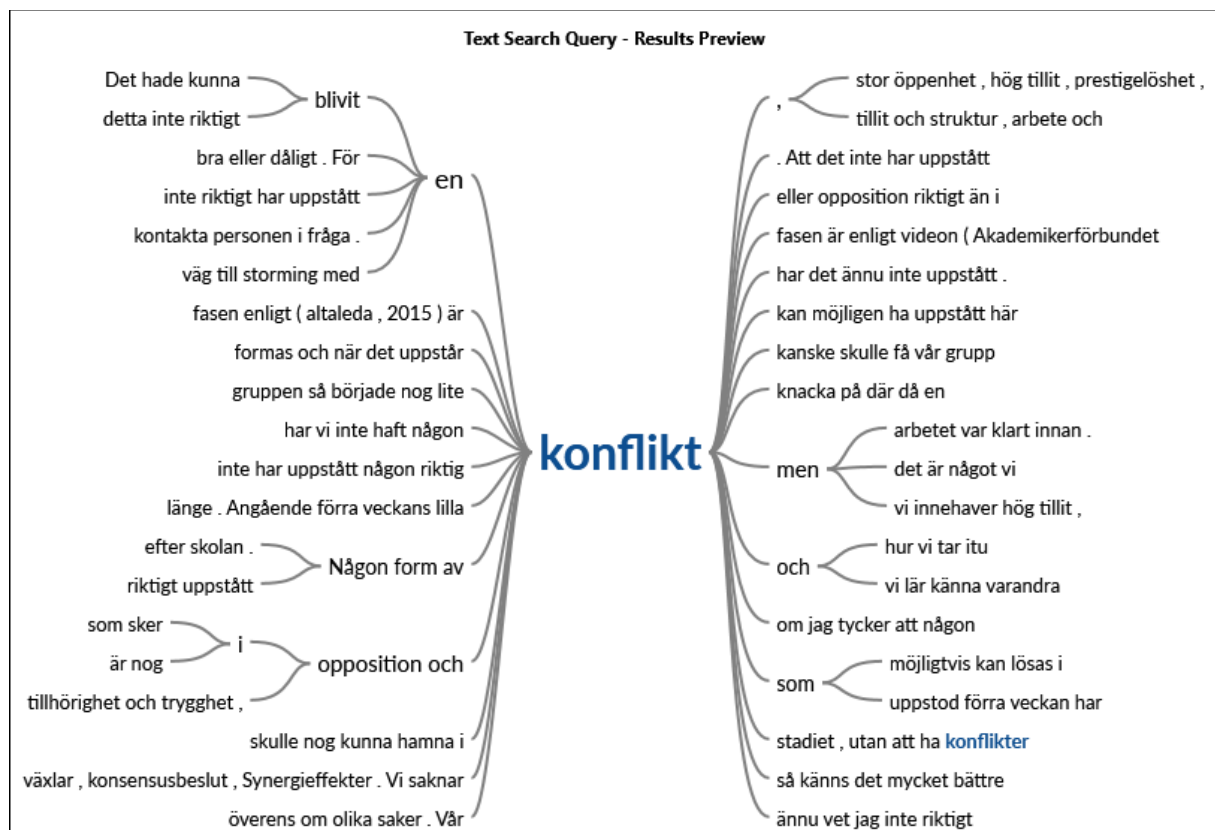 Text Search Query - Results Preview
Det hade kunna
detta inte riktigt
blivit
bra eller dåligt . För
inte riktigt har uppstått
kontakta personen i fråga .
väg till storming med
en
fasen enligt ( altaleda , 2015 ) är
formas och när det uppstår
gruppen så började nog lite
har vi inte haft någon
inte har uppstått någon riktig
länge . Angående förra veckans lilla
efter skolan .
riktigt uppstått
Någon form av
som sker
är nog
i
tillhörighet och trygghet ,
opposition och
skulle nog kunna hamna i
växlar , konsensusbeslut , Synergieffekter . Vi saknar
överens om olika saker . Vår
konflikt
,
stor öppenhet , hög tillit , prestigelöshet ,
tillit och struktur , arbete och
. Att det inte har uppstått
eller opposition riktigt än i
fasen är enligt videon ( Akademikerförbundet
har det ännu inte uppstått .
kan möjligen ha uppstått här
kanske skulle få vår grupp
knacka på där då en
men
arbetet var klart innan .
det är något vi
vi innehaver hög tillit ,
och
hur vi tar itu
vi lär känna varandra
om jag tycker att någon
som
möjligtvis kan lösas i
uppstod förra veckan har
stadiet , utan att ha konflikter
så känns det mycket bättre
ännu vet jag inte riktigt